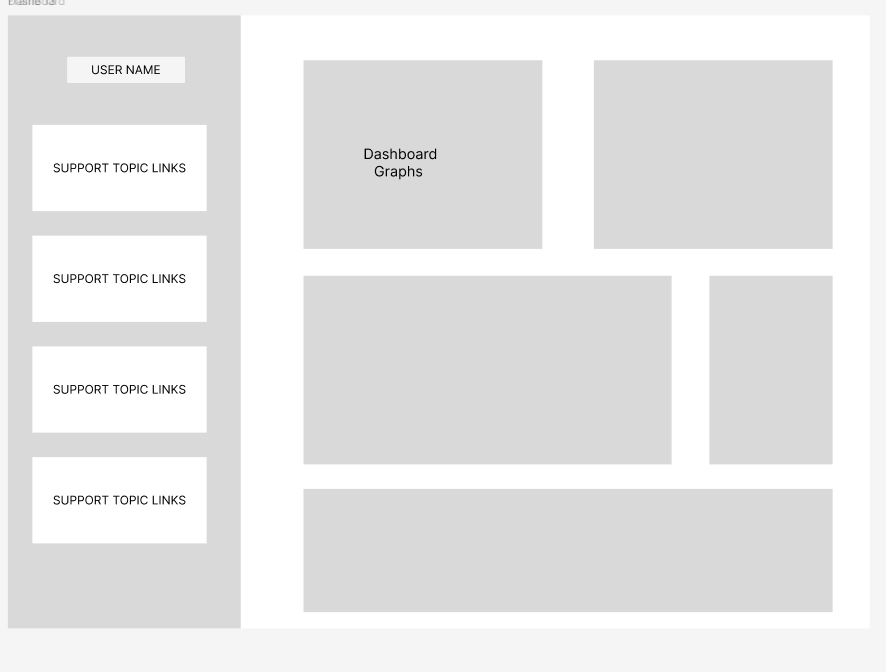 USER NAME
SUPPORT TOPIC LINKS
SUPPORT TOPIC LINKS
SUPPORT TOPIC LINKS
SUPPORT TOPIC LINKS
Dashboard
Graphs